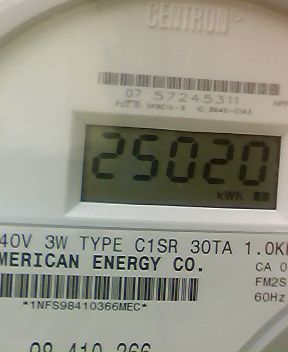 CENTRON®
07 57245311
25020
kWh
40V 3W TYPE C1SR 30TA 1.0K
MERICAN ENERGY CO.
CA 0
FM2S
60Hz
*1NFS98410366MEC*
98 410 366